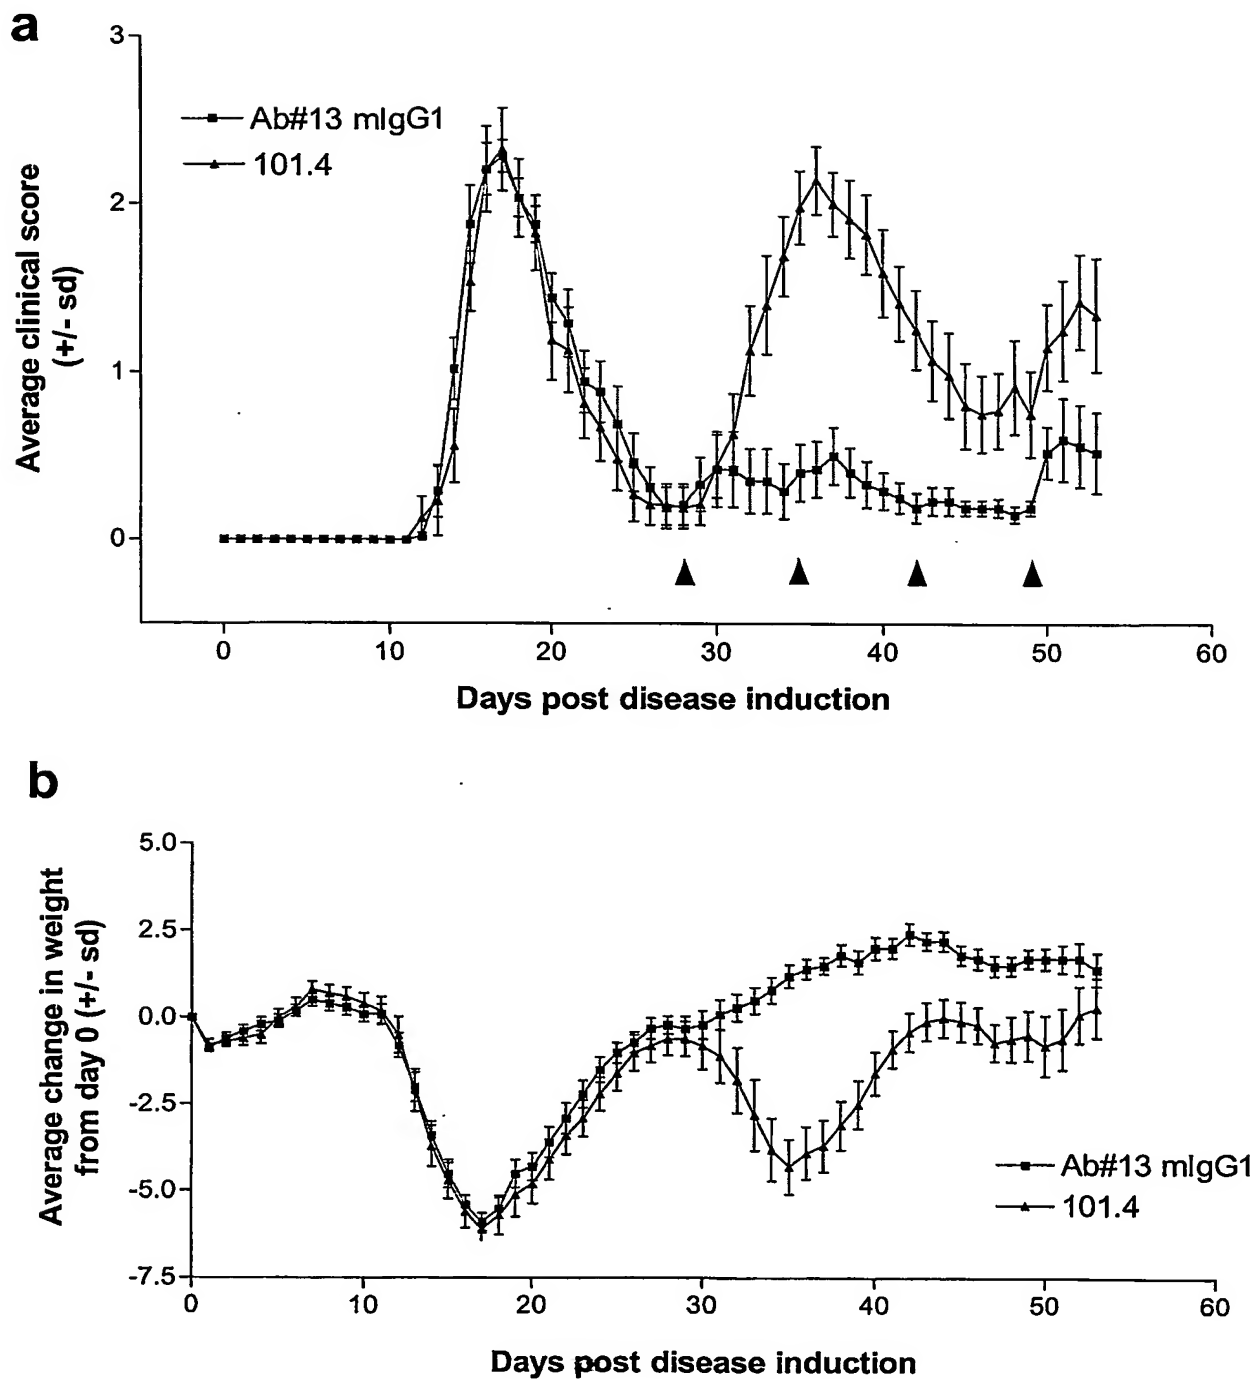 a
3
2
1
0
Average clinical score
(+/- sd)
Ab#13 mIgG1
101.4
0 10 20 30 40 50 60
Days post disease induction
b
5.0
2.5
0.0
-2.5
-5.0
-7.5
Average change in weight
from day 0 (+/- sd)
Ab#13 mIgG1
101.4
0 10 20 30 40 50 60
Days post disease induction